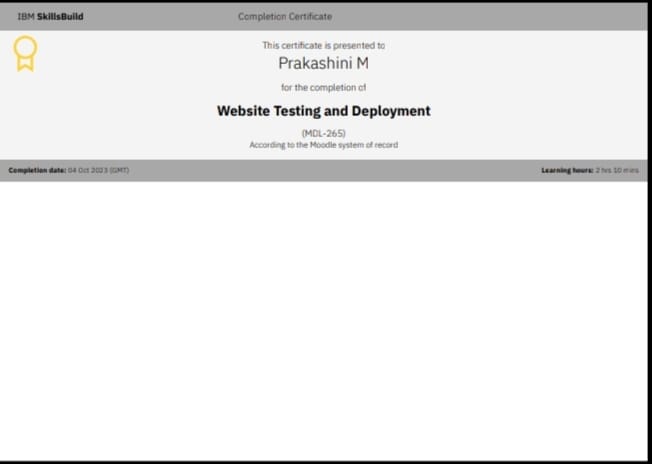 IBM SkillsBuild
Completion Certificate
This certificate is presented to
Prakashini M
for the completion of
Website Testing and Deployment
(MDL-265)
According to the Moodle system of record
Completion date: 04 Oct 2023 (GMT)
Learning hours: 2 hrs 10 mins